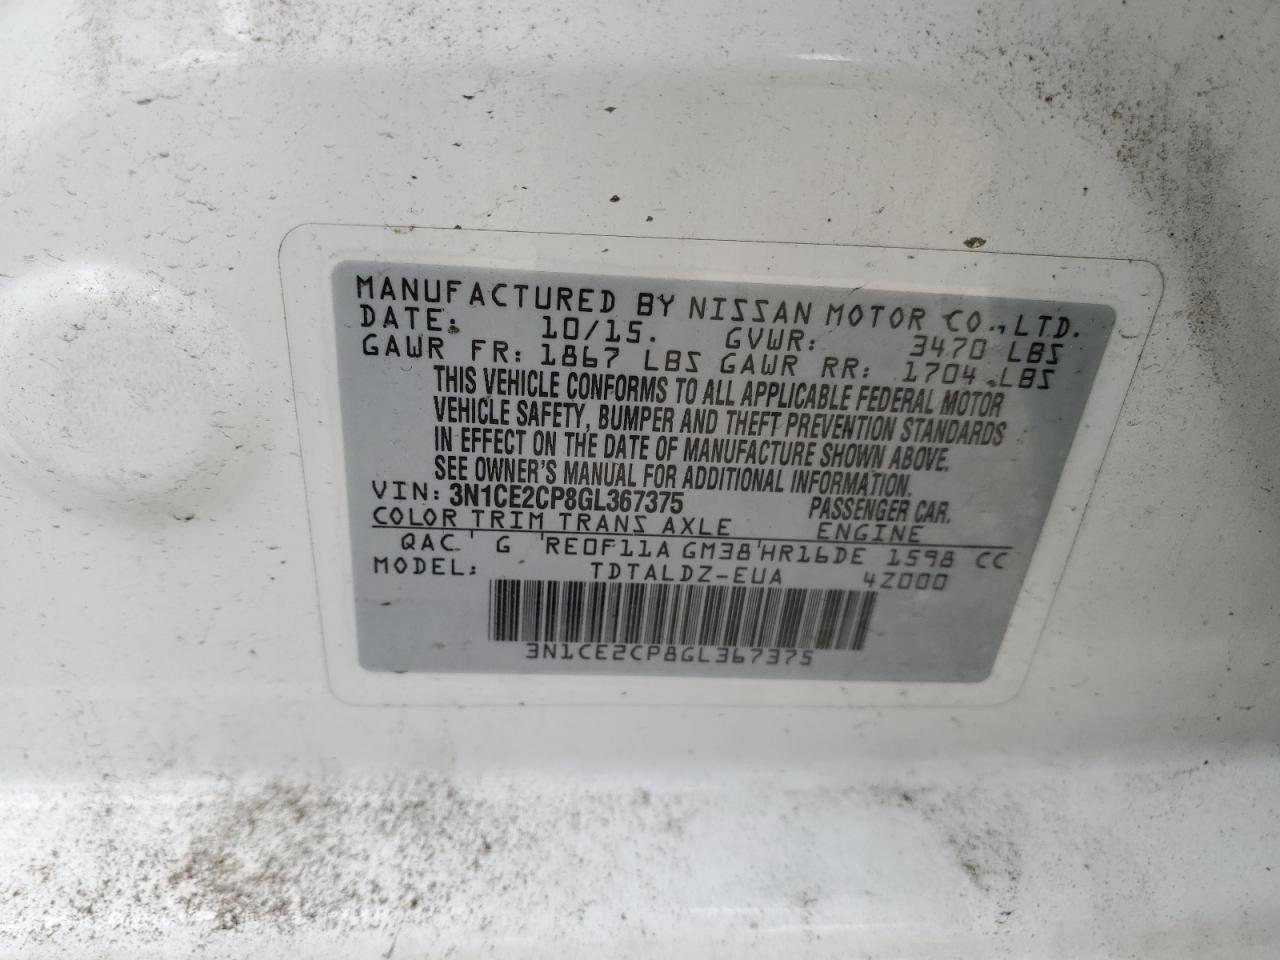 MANUFACTURED BY NISSAN MOTOR CO.,LTD.
DATE: 10/15. GVWR: 3470 LBS
GAWR FR: 1867 LBS GAWR RR: 1704 LBS
THIS VEHICLE CONFORMS TO ALL APPLICABLE FEDERAL MOTOR
VEHICLE SAFETY, BUMPER AND THEFT PREVENTION STANDARDS
IN EFFECT ON THE DATE OF MANUFACTURE SHOWN ABOVE.
SEE OWNER'S MANUAL FOR ADDITIONAL INFORMATION.
VIN: 3N1CE2CP8GL367375 PASSENGER CAR.
COLOR TRIM TRANS AXLE ENGINE
QAC G RE0F11A GM38 HR16DE 1598 CC
MODEL: TDTALDZ-EUA 4Z000
3N1CE2CP8GL367375